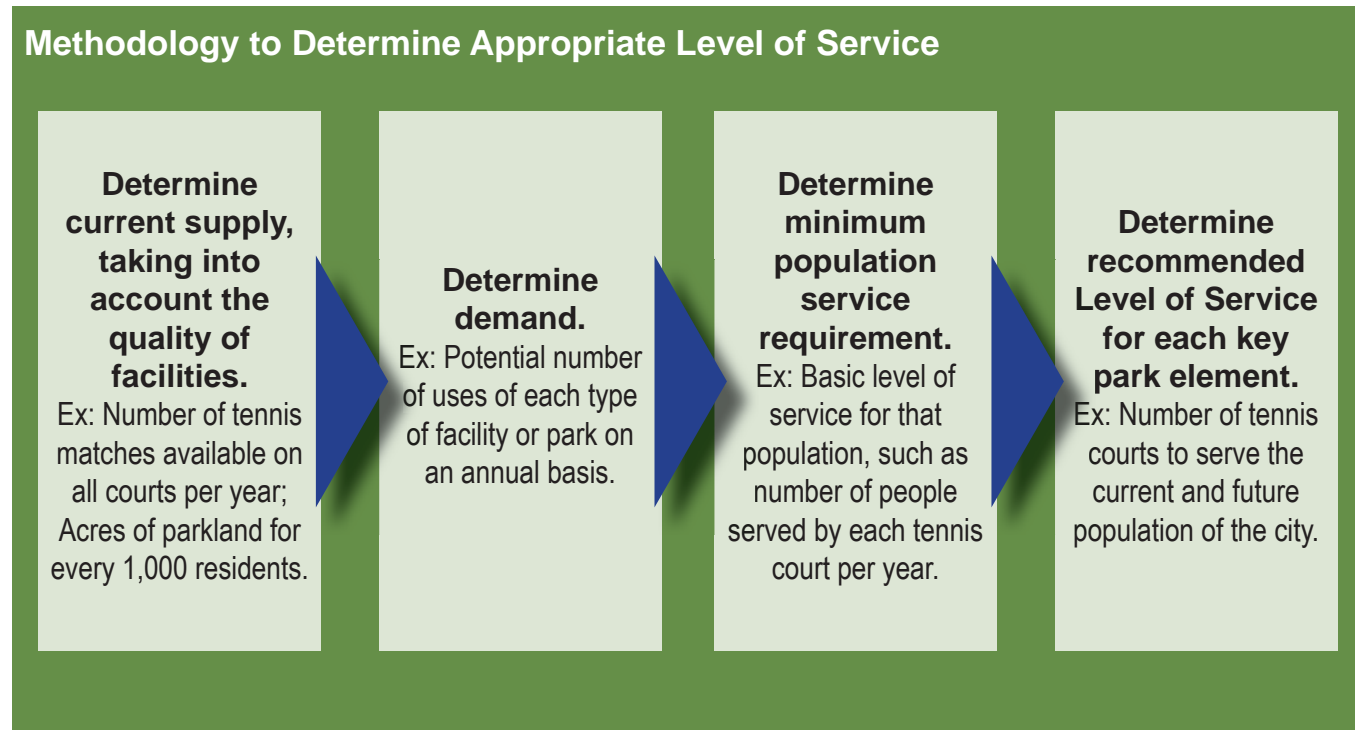 Methodology to Determine Appropriate Level of Service
Determine
current supply,
taking into
account the
quality of
facilities.
Ex: Number of tennis
matches available on
all courts per year;
Acres of parkland for
every 1,000 residents.
Determine
demand.
Ex: Potential number
of uses of each type
of facility or park on
an annual basis.
Determine
minimum
population
service
requirement.
Ex: Basic level of
service for that
population, such as
number of people
served by each tennis
court per year.
Determine
recommended
Level of Service
for each key
park element.
Ex: Number of tennis
courts to serve the
current and future
population of the city.